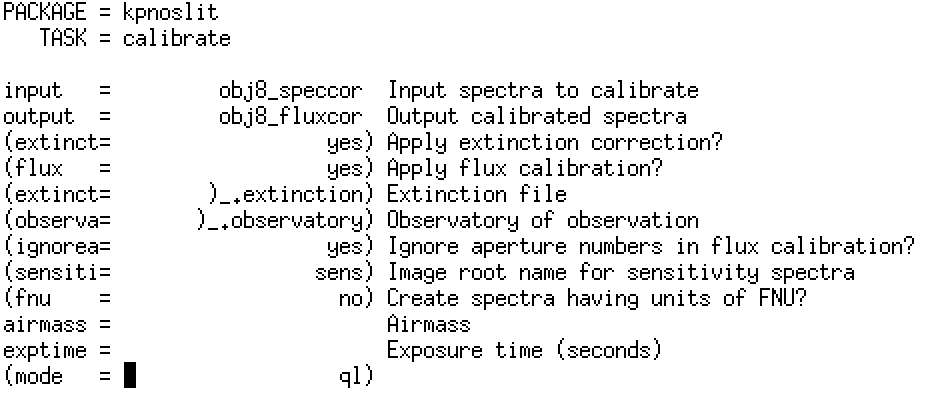 PACKAGE = kpnoslit
TASK = calibrate
input = obj8_speccor Input spectra to calibrate
output = obj8_fluxcor Output calibrated spectra
(extinct= yes) Apply extinction correction?
(flux = yes) Apply flux calibration?
(extinct= )_.extinction) Extinction file
(observa= )_.observatory) Observatory of observation
(ignorea= yes) Ignore aperture numbers in flux calibration?
(sensiti= sens) Image root name for sensitivity spectra
(fnu = no) Create spectra having units of FNU?
airmass = Airmass
exptime = Exposure time (seconds)
(mode = ql)